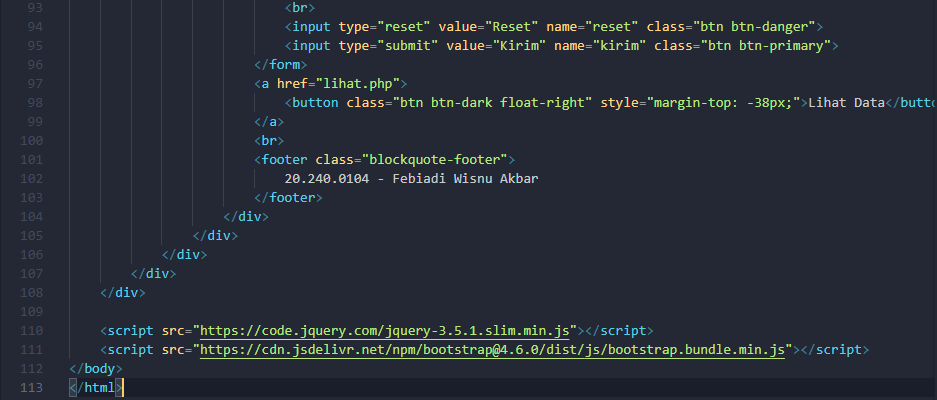 93 <br>
94 <input type="reset" value="Reset" name="reset" class="btn btn-danger">
95 <input type="submit" value="Kirim" name="kirim" class="btn btn-primary">
96 </form>
97 <a href="lihat.php">
98 <button class="btn btn-dark float-right" style="margin-top: -38px;">Lihat Data</butt
99 </a>
100 <br>
101 <footer class="blockquote-footer">
102 20.240.0104 - Febiadi Wisnu Akbar
103 </footer>
104 </div>
105 </div>
106 </div>
107 </div>
108 </div>
109
110 <script src="https://code.jquery.com/jquery-3.5.1.slim.min.js"></script>
111 <script src="https://cdn.jsdelivr.net/npm/bootstrap@4.6.0/dist/js/bootstrap.bundle.min.js"></script>
112 </body>
113 </html>